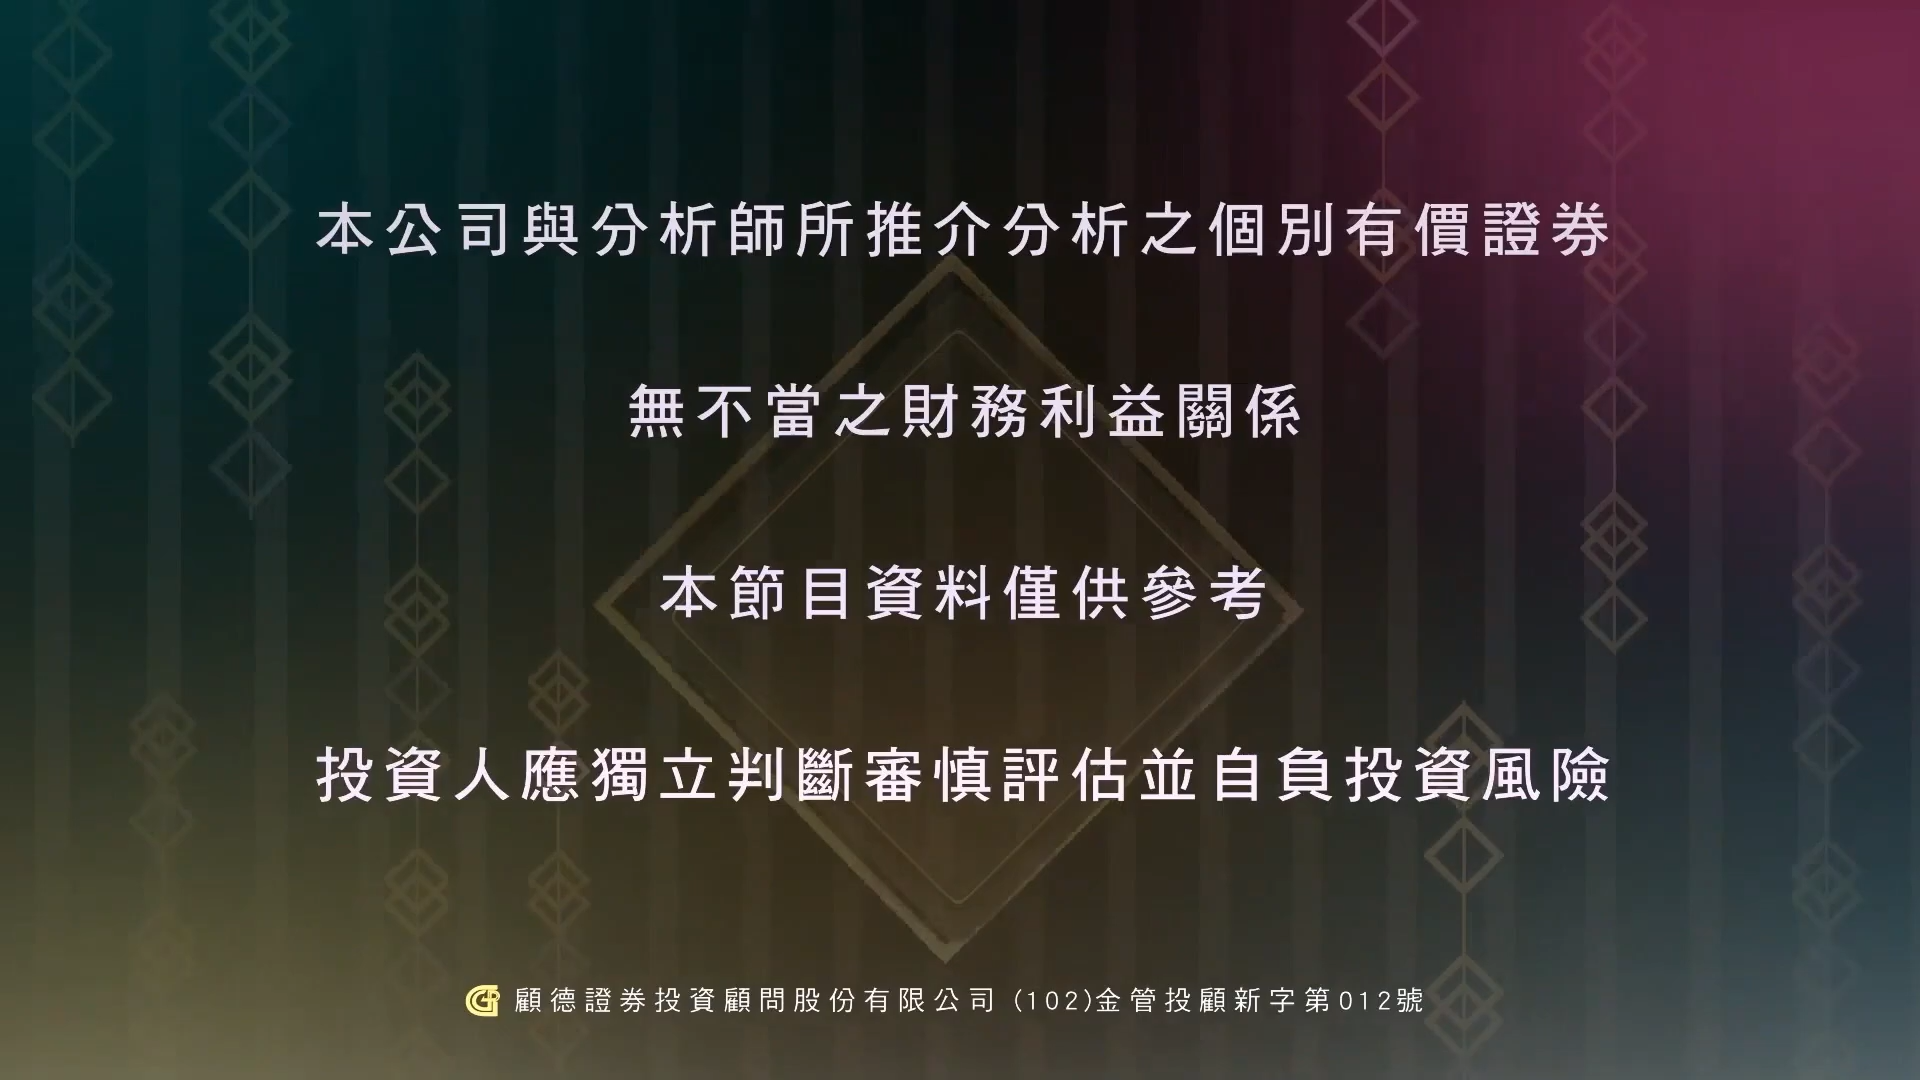 本公司與分析師所推介分析之個別有價證券
無不當之財務利益關係
本節目資料僅供參考
投資人應獨立判斷審慎評估並自負投資風險
顧德證券投資顧問股份有限公司 (102)金管投顧新字第012號